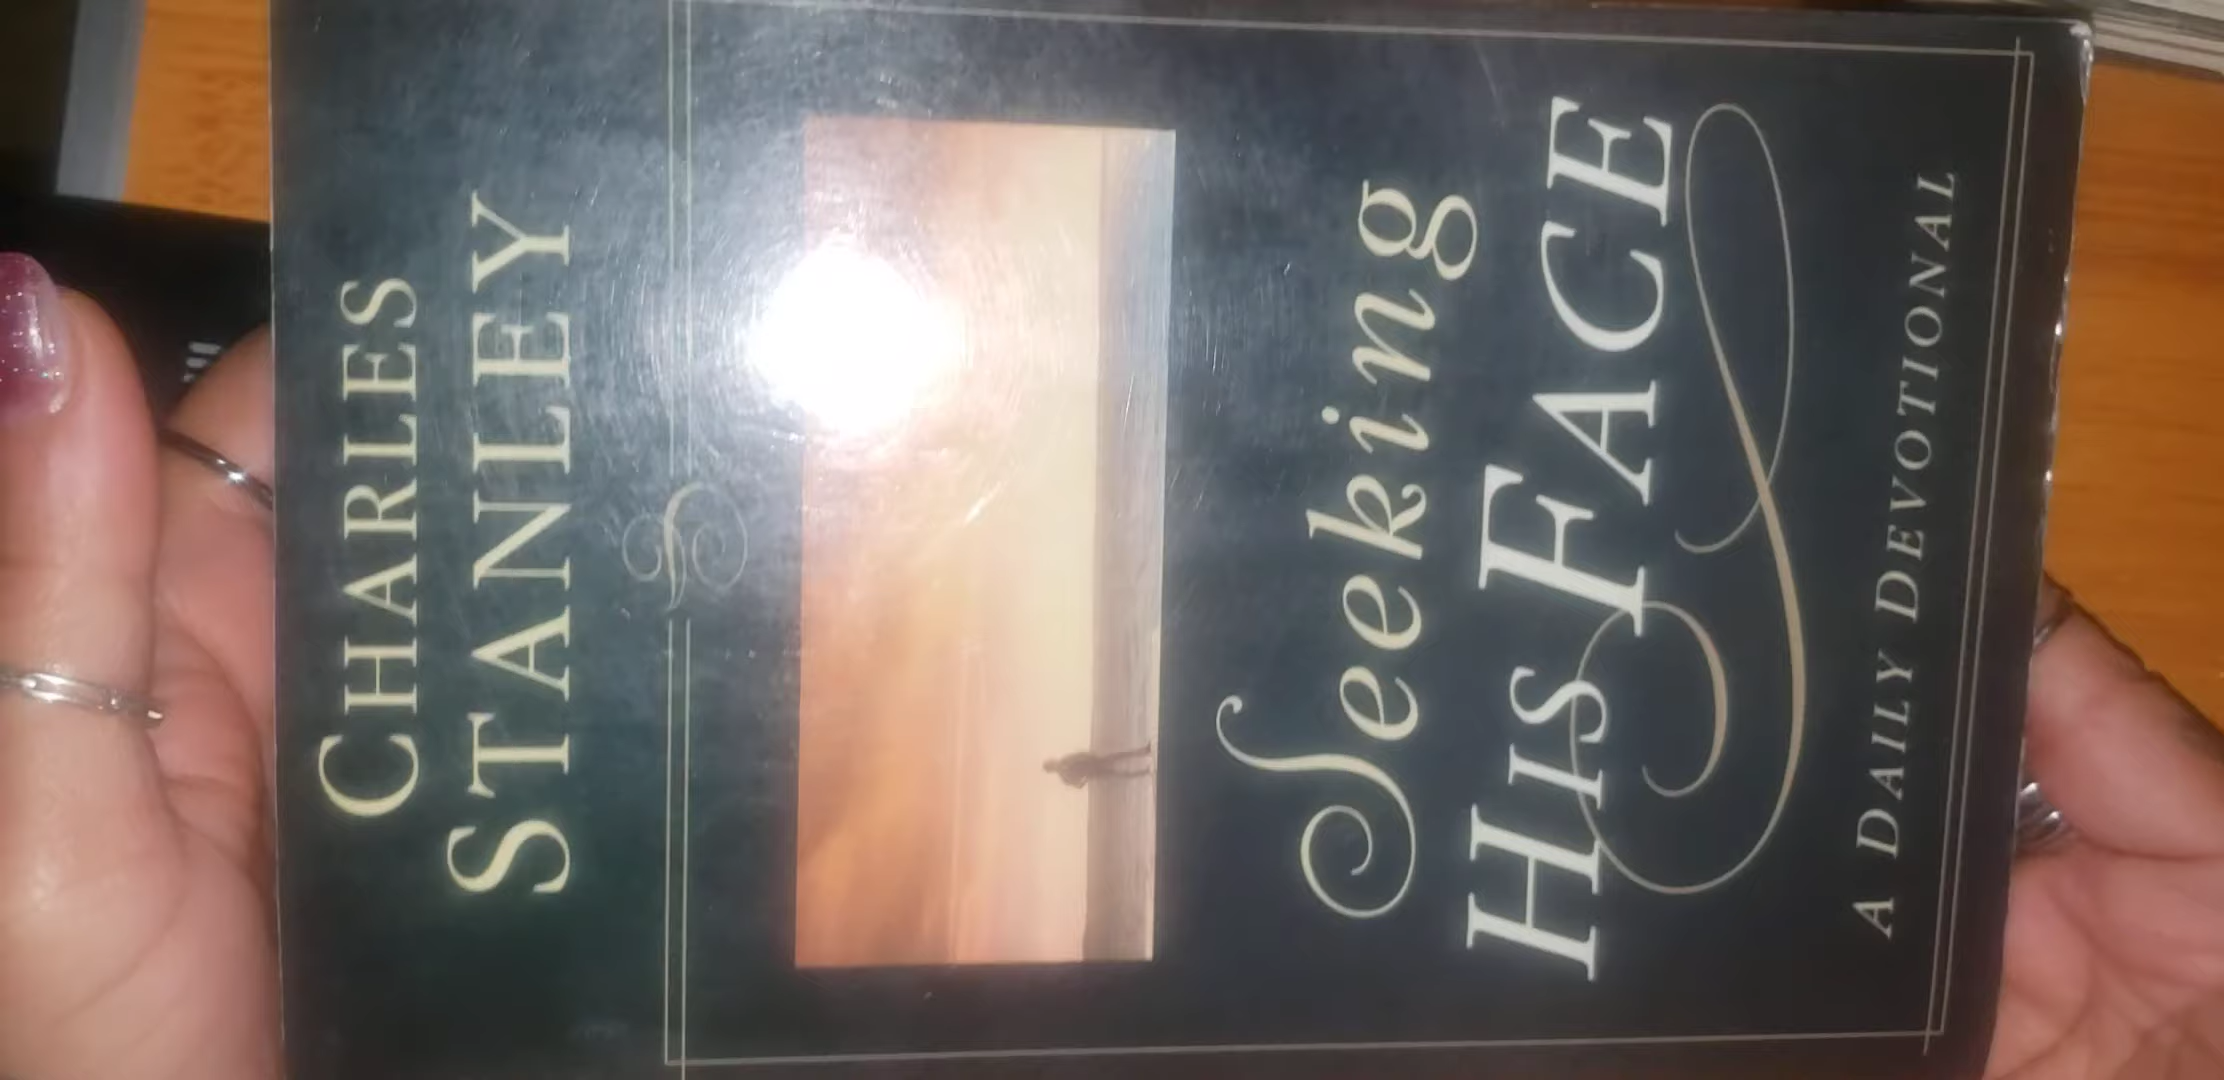 CHARLES
STANLEY
Seeking
HIS FACE
A DAILY DEVOTIONAL